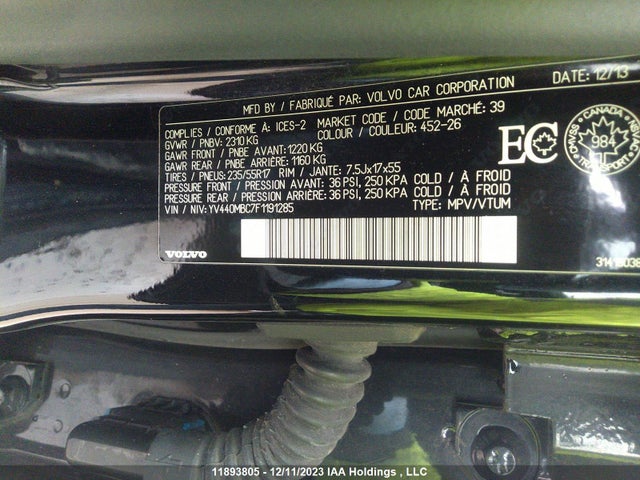 MFD BY / FABRIQUÉ PAR: VOLVO CAR CORPORATION DATE: 12/13
COMPLIES / CONFORME À: ICES-2 MARKET CODE / CODE MARCHÉ: 39
GVWR / PNBV: 2310 KG COLOUR / COULEUR: 452-26
GAWR FRONT / PNBE AVANT: 1220 KG
GAWR REAR / PNBE ARRIÈRE: 1160 KG
TIRES / PNEUS: 235/55R17 RIM / JANTE: 7.5Jx17x55
PRESSURE FRONT / PRESSION AVANT: 36 PSI, 250 KPA COLD / À FROID
PRESSURE REAR / PRESSION ARRIÈRE: 36 PSI, 250 KPA COLD / À FROID
VIN / NIV: YV440MBC7F1191285 TYPE: MPV/VTUM
EC
CANADA
984
TRANSPORT
VOLVO
11893805 - 12/11/2023 IAA Holdings , LLC